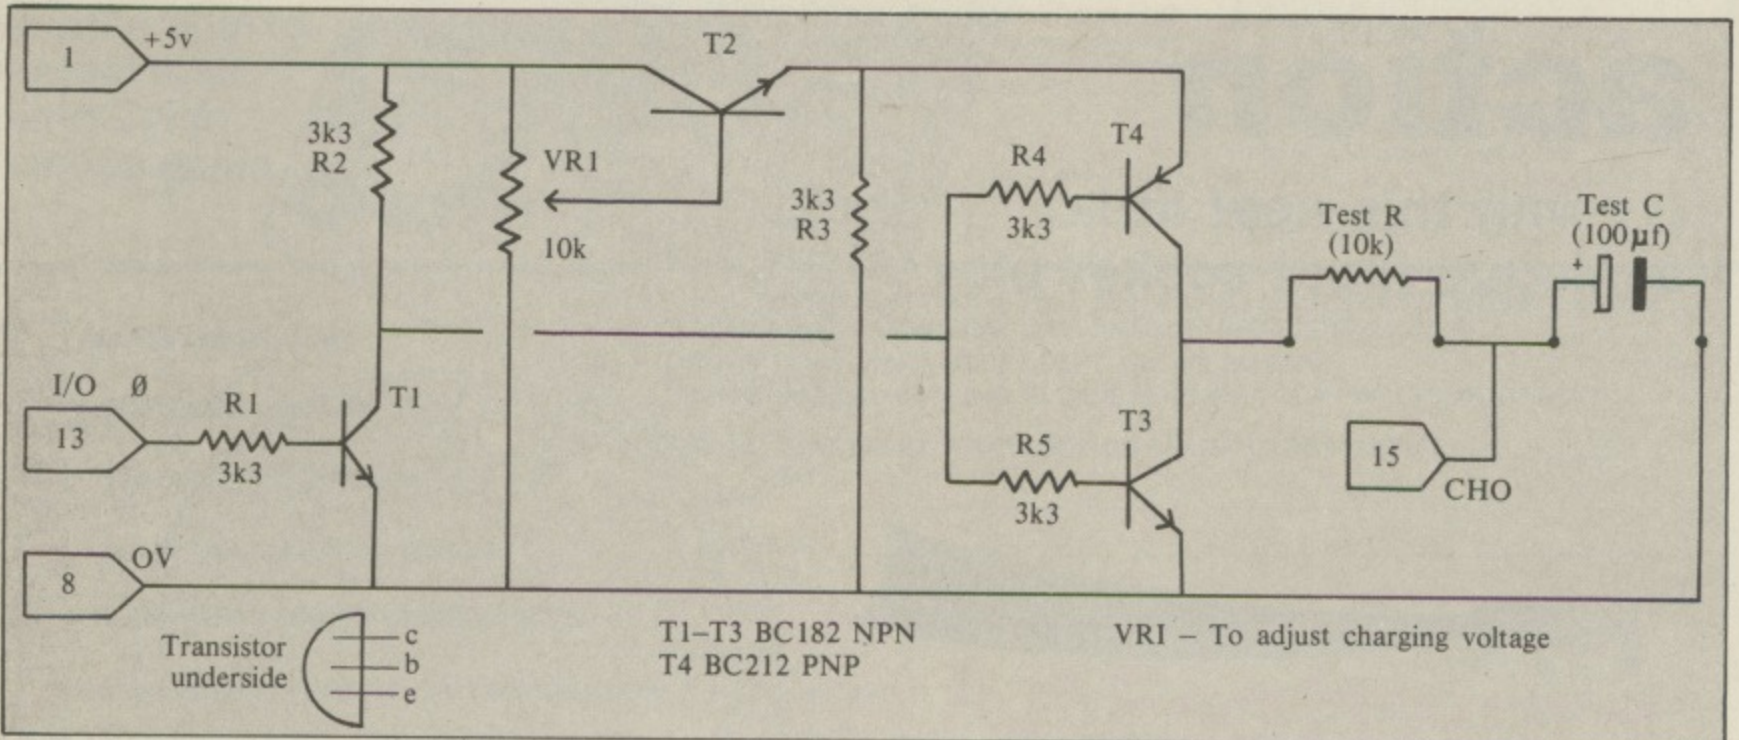 1
+5v
T2
3k3
R2
VR1
10k
3k3
R3
R4
3k3
T4
Test R
(10k)
Test C
(100µf)
+
I/O Ø
13
R1
3k3
T1
R5
3k3
T3
15
CHO
8
OV
Transistor
underside
c
b
e
T1–T3 BC182 NPN
T4 BC212 PNP
VRI – To adjust charging voltage